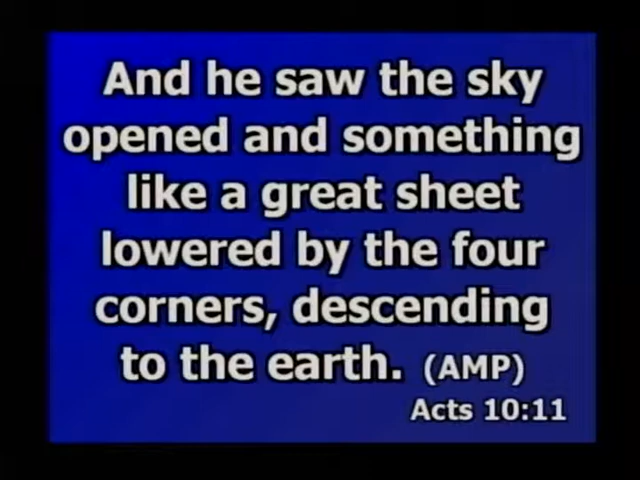 And he saw the sky
opened and something
like a great sheet
lowered by the four
corners, descending
to the earth. (AMP)
Acts 10:11